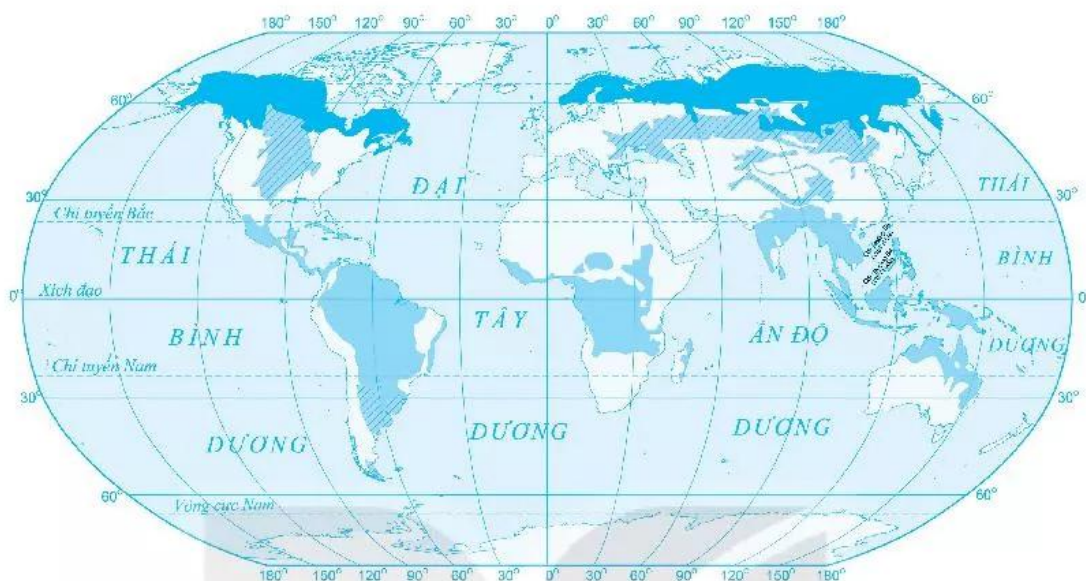 180° 150° 120° 90° 60° 30° 0° 30° 60° 90° 120° 150° 180°
60° 60°
ĐẠI
THÁI
30° 30°
Chí tuyến Bắc
THÁI
BÌNH
Xích đạo
0° 0°
TÂY
BÌNH
ẤN ĐỘ
DƯƠNG
Chí tuyến Nam
30° 30°
DƯƠNG
DƯƠNG
DƯƠNG
60° 60°
Vòng cực Nam
180° 150° 120° 90° 60° 30° 0° 30° 60° 90° 120° 150° 180°